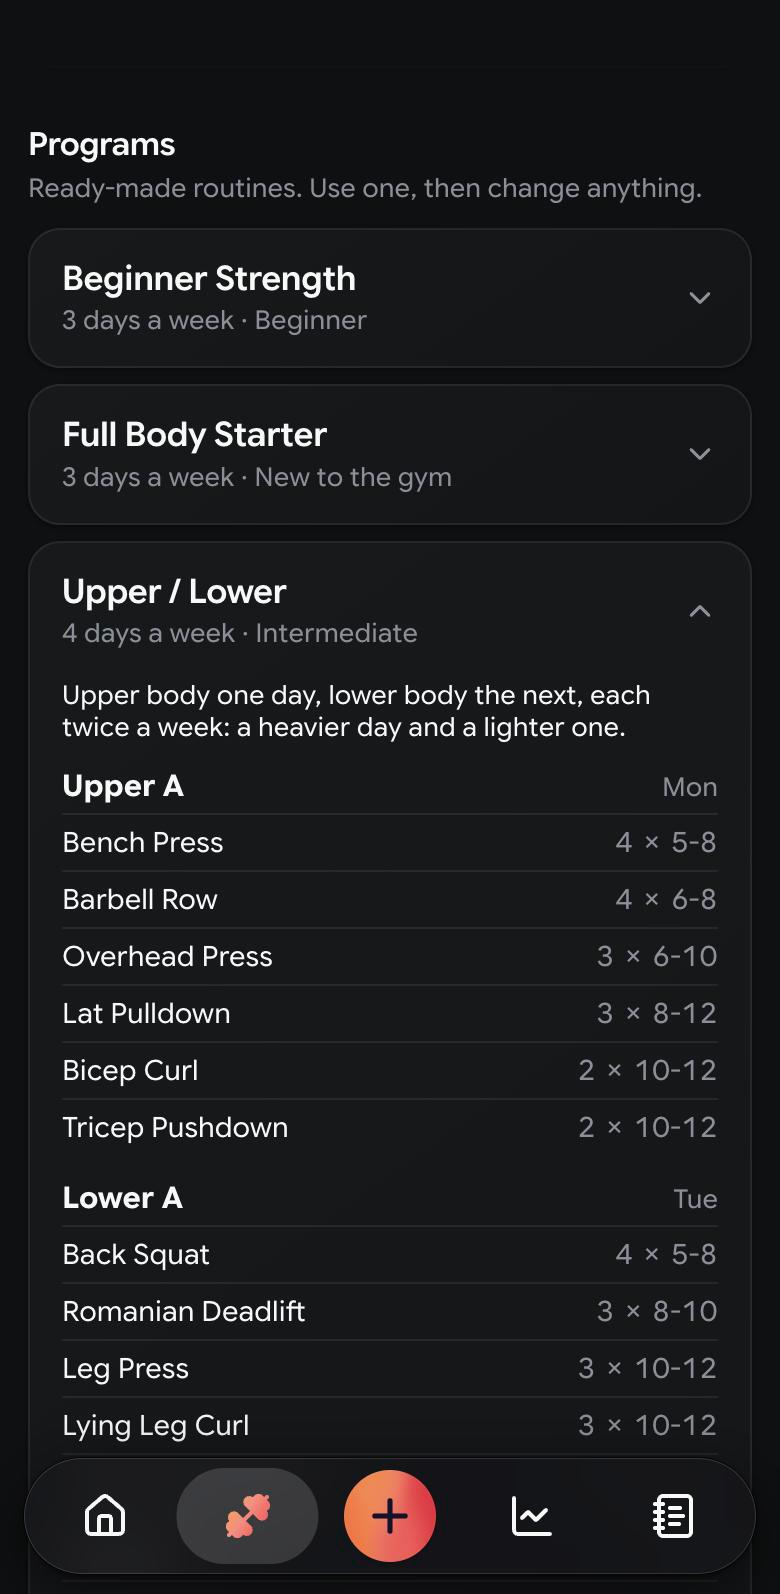 Programs
Ready-made routines. Use one, then change anything.
Beginner Strength
3 days a week · Beginner
Full Body Starter
3 days a week · New to the gym
Upper / Lower
4 days a week · Intermediate
Upper body one day, lower body the next, each
twice a week: a heavier day and a lighter one.
Upper A Mon
Bench Press 4 × 5-8
Barbell Row 4 × 6-8
Overhead Press 3 × 6-10
Lat Pulldown 3 × 8-12
Bicep Curl 2 × 10-12
Tricep Pushdown 2 × 10-12
Lower A Tue
Back Squat 4 × 5-8
Romanian Deadlift 3 × 8-10
Leg Press 3 × 10-12
Lying Leg Curl 3 × 10-12